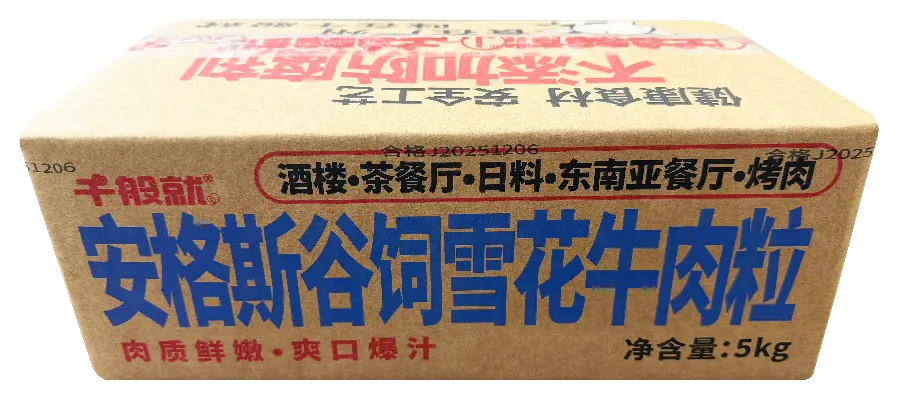 不添加防腐剂
健康食材 安全工艺
1206
合格J20251206
合格J2025
千般就
酒楼·茶餐厅·日料·东南亚餐厅·烤肉
安格斯谷饲雪花牛肉粒
肉质鲜嫩·爽口爆汁
净含量:5kg